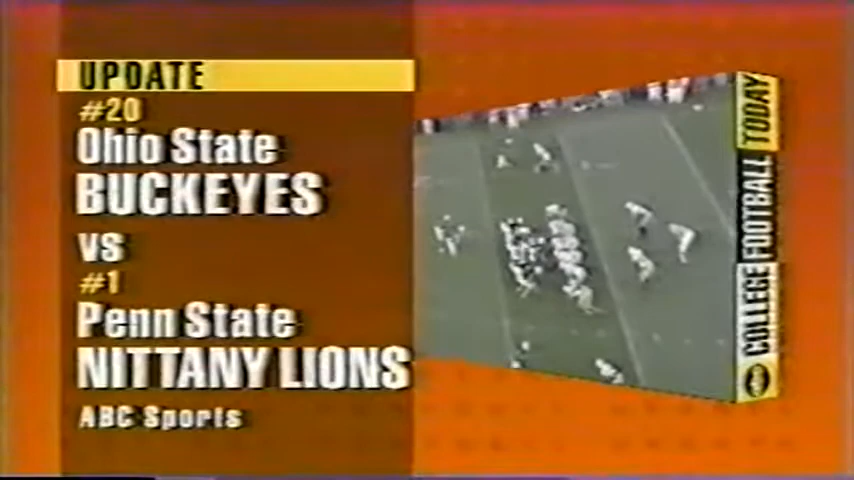 UPDATE
#20
Ohio State
BUCKEYES
VS
#1
Penn State
NITTANY LIONS
ABC Sports
COLLEGE FOOTBALL TODAY